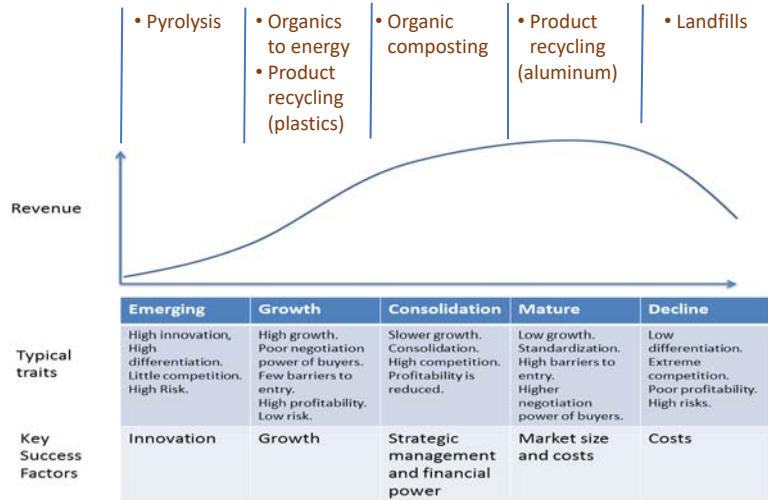 • Pyrolysis
• Organics
to energy
• Product
recycling
(plastics)
• Organic
composting
• Product
recycling
(aluminum)
• Landfills
Revenue
Emerging
Growth
Consolidation
Mature
Decline
Typical
traits
High innovation,
High
differentiation.
Little competition.
High Risk.
High growth.
Poor negotiation
power of buyers.
Few barriers to
entry.
High profitability.
Low risk.
Slower growth.
Consolidation.
High competition.
Profitability is
reduced.
Low growth.
Standardization.
High barriers to
entry.
Higher
negotiation
power of buyers.
Low
differentiation.
Extreme
competition.
Poor profitability.
High risks.
Key
Success
Factors
Innovation
Growth
Strategic
management
and financial
power
Market size
and costs
Costs